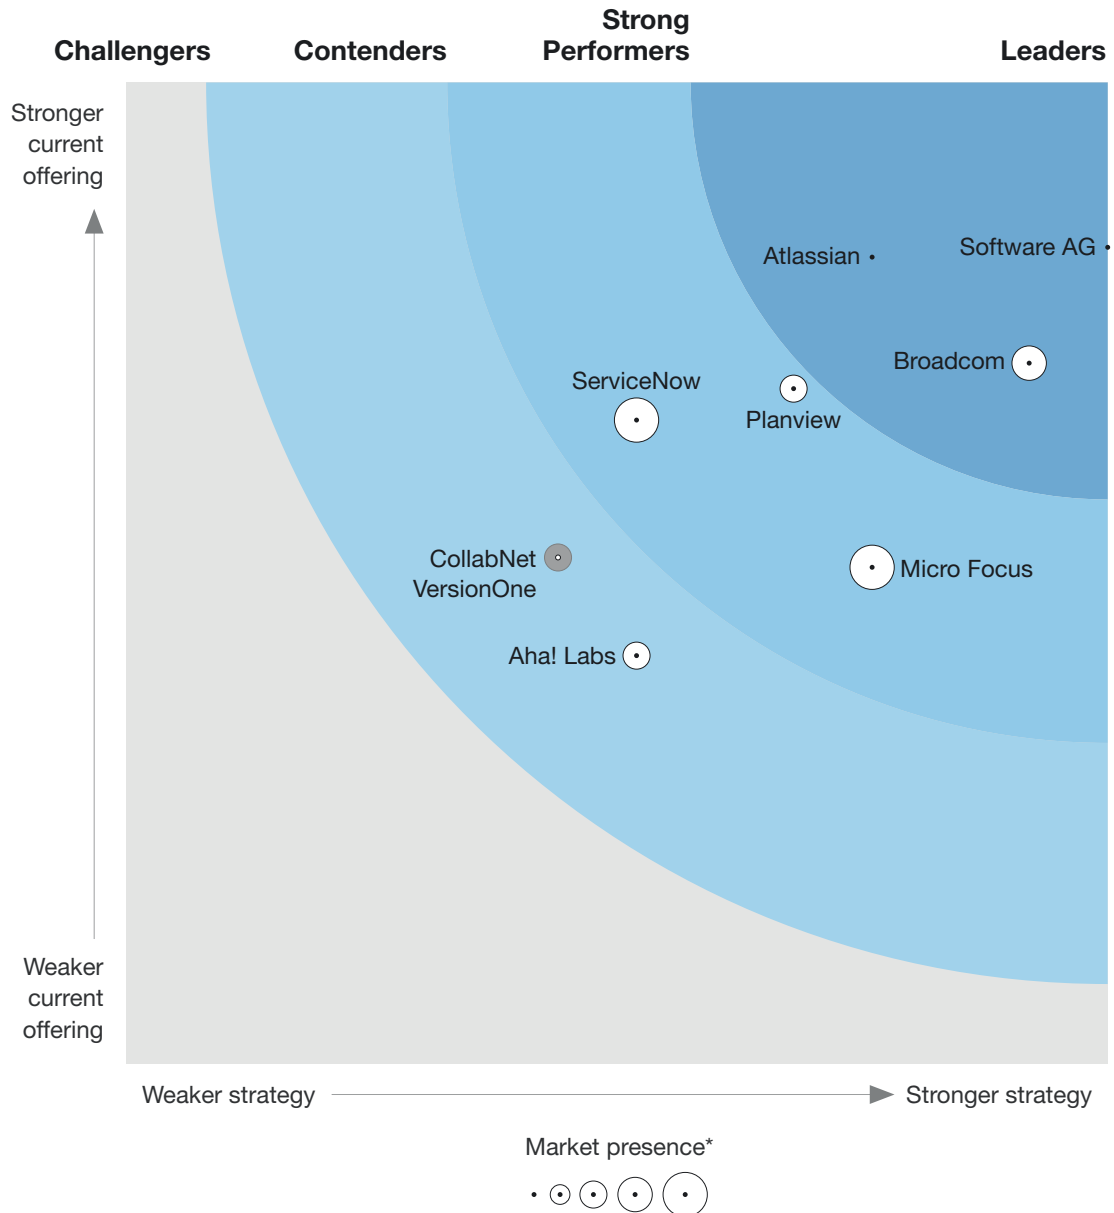 Strong
Challengers
Contenders
Performers
Leaders
Stronger
current
offering
Atlassian
Software AG
Broadcom
ServiceNow
Planview
CollabNet
VersionOne
Micro Focus
Aha! Labs
Weaker
current
offering
Weaker strategy
Stronger strategy
Market presence*